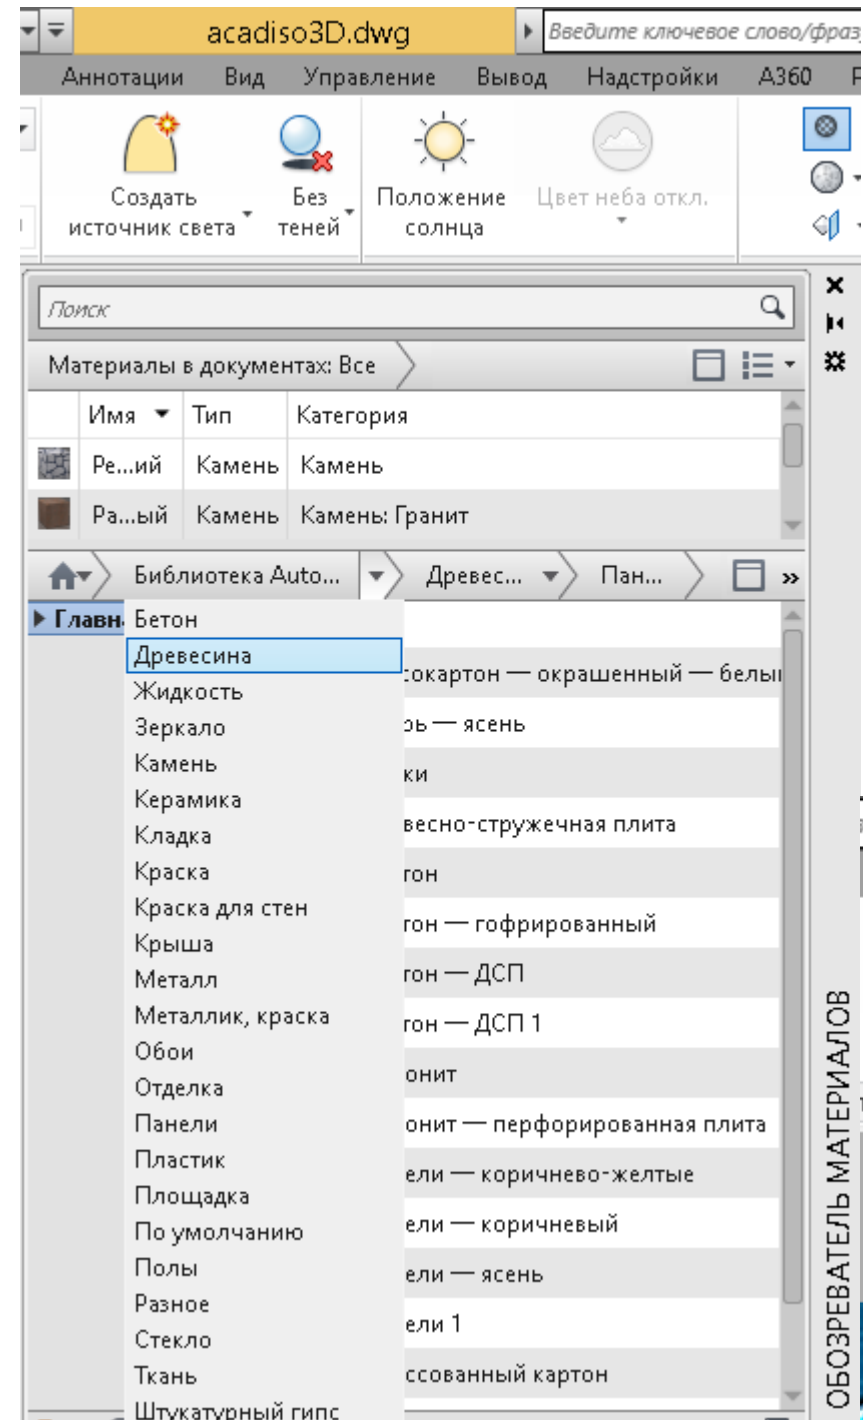 acadiso3D.dwg
Введите ключевое слово/фраз
Аннотации Вид Управление Вывод Надстройки A360
Создать источник света
Без теней
Положение солнца
Цвет неба откл.
Поиск
Материалы в документах: Все
Имя Тип Категория
Ре...ий Камень Камень
Ра...ый Камень Камень: Гранит
Библиотека Auto... Древес... Пан... »
Главна
Бетон
Древесина
Жидкость
Зеркало
Камень
Керамика
Кладка
Краска
Краска для стен
Крыша
Металл
Металлик, краска
Обои
Отделка
Панели
Пластик
Площадка
По умолчанию
Полы
Разное
Стекло
Ткань
Штукатурный гипс
сокартон — окрашенный — белы
рь — ясень
ки
весно-стружечная плита
тон
тон — гофрированный
тон — ДСП
тон — ДСП 1
онит
онит — перфорированная плита
ели — коричнево-желтые
ели — коричневый
ели — ясень
ели 1
ссованный картон
ОБОЗРЕВАТЕЛЬ МАТЕРИАЛОВ